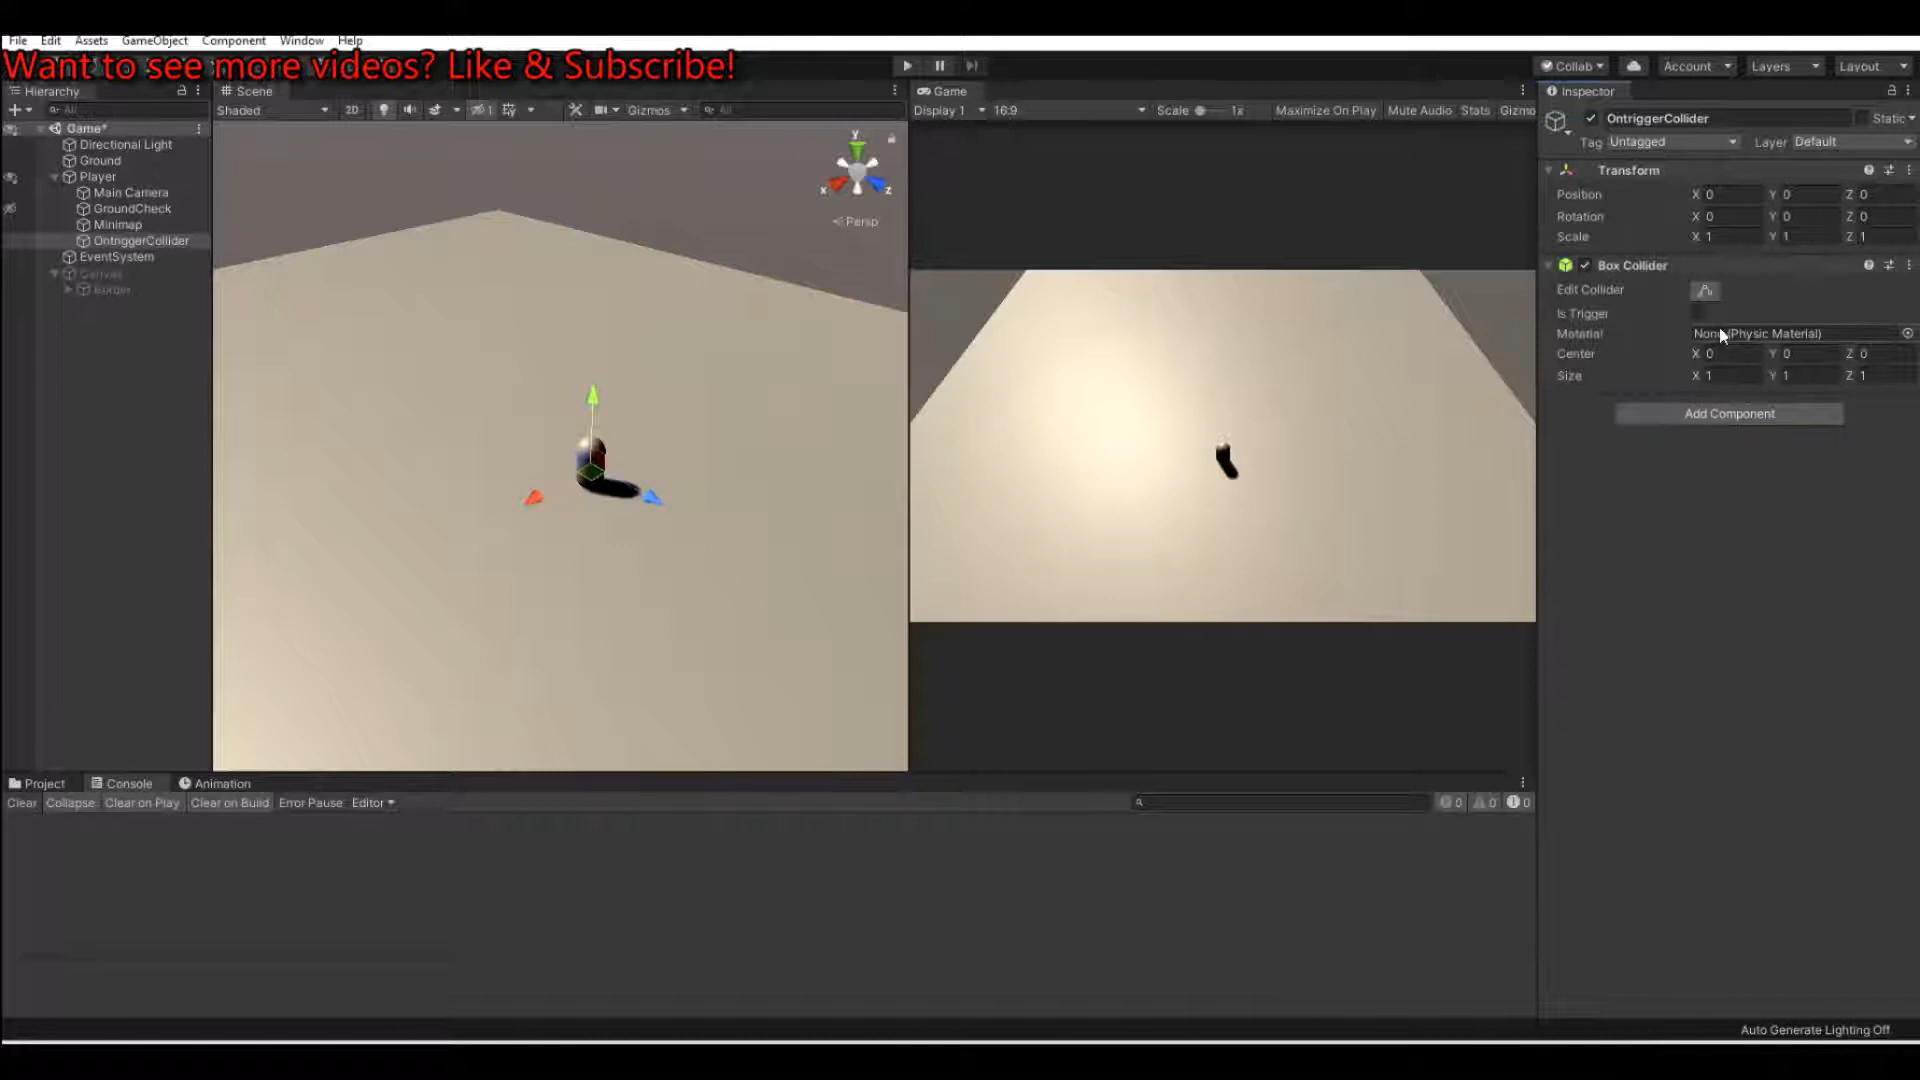 File Edit Assets GameObject Component Window Help
Want to see more videos? Like & Subscribe!
Collab Account Layers Layout
Hierarchy
Scene
Game
Inspector
All
Shaded 2D Gizmos All
Display 1 16:9 Scale 1x Maximize On Play Mute Audio Stats Gizmo
Game*
Directional Light
Ground
Player
Main Camera
GroundCheck
Minimap
OntriggerCollider
EventSystem
Canvas
Border
y
x
z
Persp
OntriggerCollider Static
Tag Untagged Layer Default
Transform
Position X 0 Y 0 Z 0
Rotation X 0 Y 0 Z 0
Scale X 1 Y 1 Z 1
Box Collider
Edit Collider
Is Trigger
Material None (Physic Material)
Center X 0 Y 0 Z 0
Size X 1 Y 1 Z 1
Add Component
Project Console Animation
Clear Collapse Clear on Play Clear on Build Error Pause Editor
0 0 0
Auto Generate Lighting Off